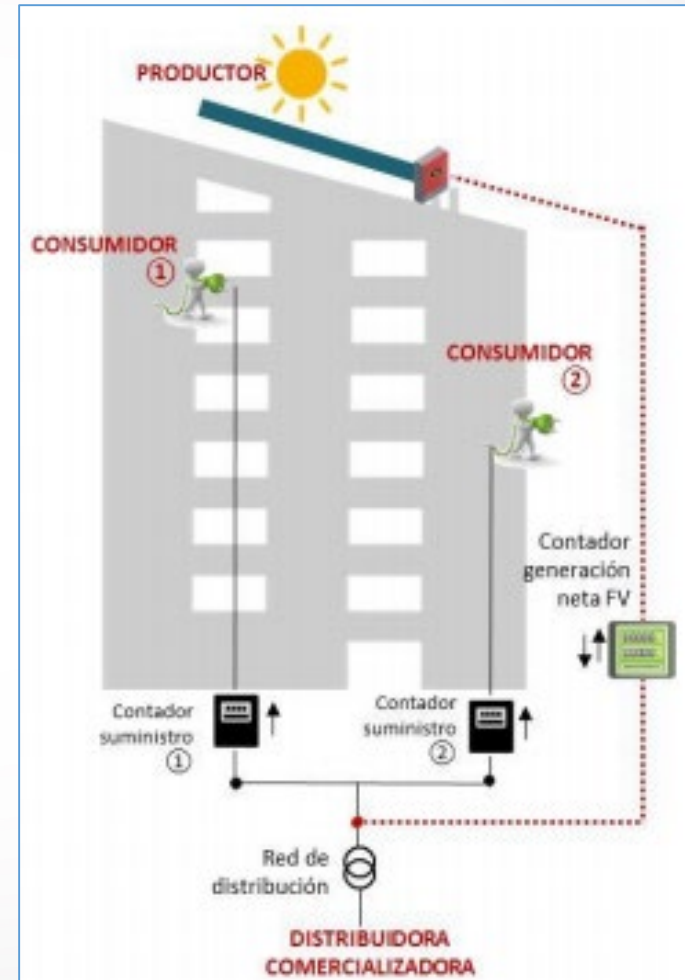 PRODUCTOR
CONSUMIDOR
①
CONSUMIDOR
②
Contador
generación
neta FV
Contador
suministro
①
Contador
suministro
②
Red de
distribución
DISTRIBUIDORA
COMERCIALIZADORA